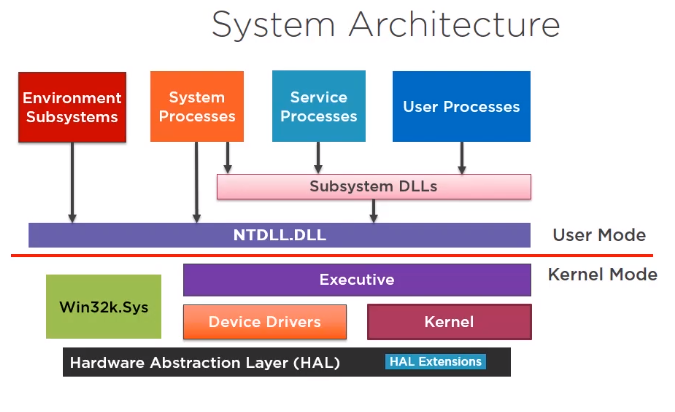 System Architecture
Environment
Subsystems
System
Processes
Service
Processes
User Processes
Subsystem DLLs
NTDLL.DLL
User Mode
Kernel Mode
Executive
Win32k.Sys
Device Drivers
Kernel
Hardware Abstraction Layer (HAL)
HAL Extensions